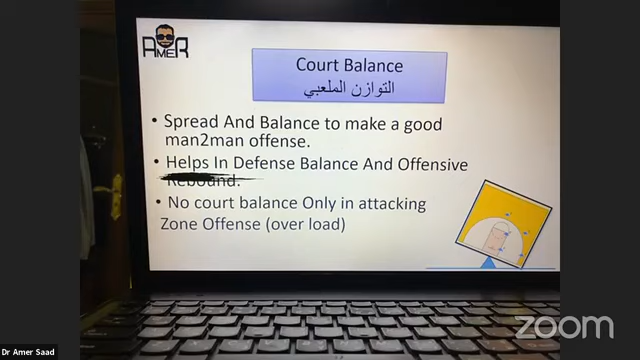 AMER
Court Balance
التوازن الملعبي
• Spread And Balance to make a good
man2man offense.
• Helps In Defense Balance And Offensive
Rebound.
• No court balance Only in attacking
Zone Offense (over load)
Dr Amer Saad
zoom